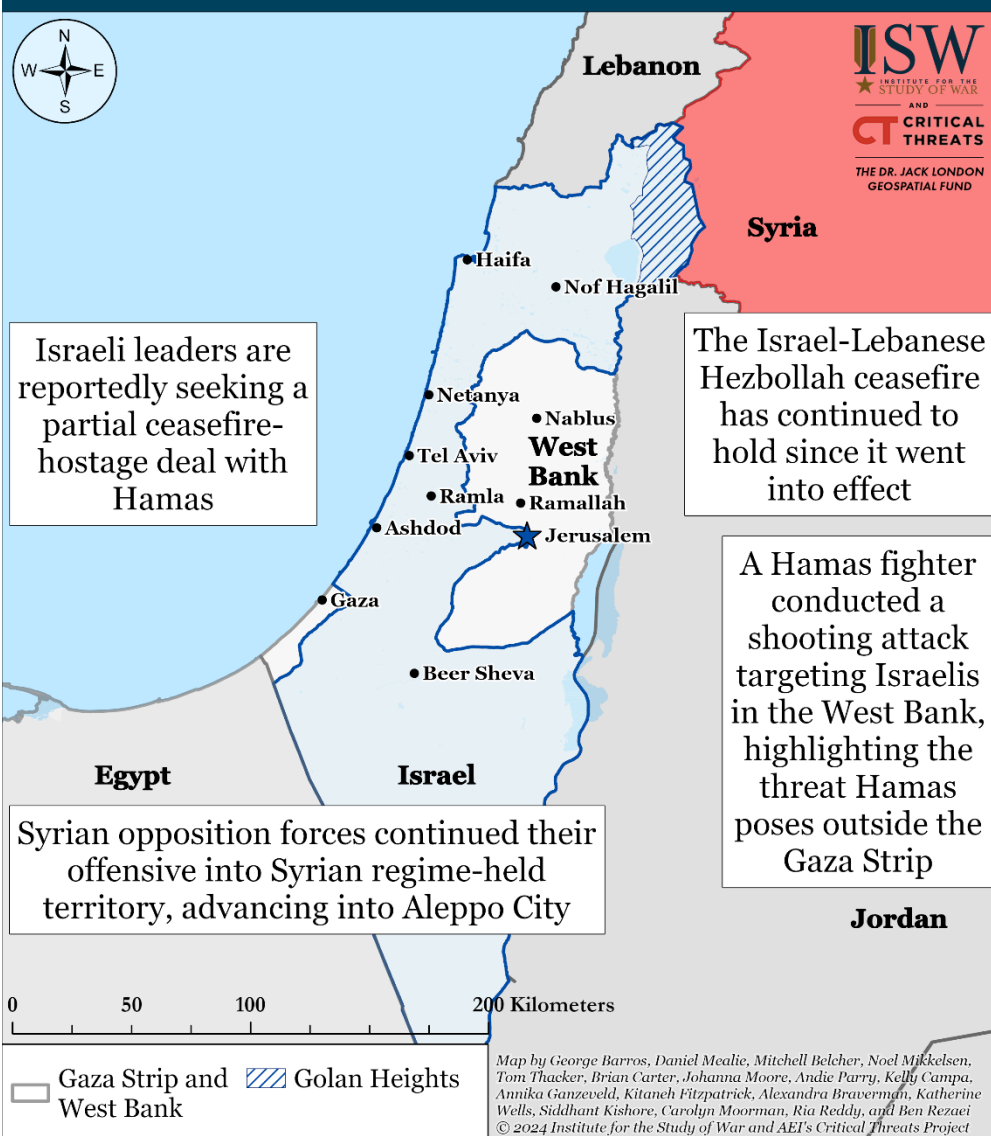 N
W E
S
Lebanon
ISW
INSTITUTE FOR THE
STUDY OF WAR
AND
CT CRITICAL
THREATS
THE DR. JACK LONDON
GEOSPATIAL FUND
Syria
Haifa
Nof Hagalil
Israeli leaders are
reportedly seeking a
partial ceasefire-
hostage deal with
Hamas
The Israel-Lebanese
Hezbollah ceasefire
has continued to
hold since it went
into effect
Netanya
Nablus
West
Bank
Tel Aviv
Ramla
Ramallah
Ashdod
Jerusalem
Gaza
Beer Sheva
A Hamas fighter
conducted a
shooting attack
targeting Israelis
in the West Bank,
highlighting the
threat Hamas
poses outside the
Gaza Strip
Egypt
Israel
Syrian opposition forces continued their
offensive into Syrian regime-held
territory, advancing into Aleppo City
Jordan
0 50 100 200 Kilometers
Gaza Strip and
West Bank
Golan Heights
Map by George Barros, Daniel Mealie, Mitchell Belcher, Noel Mikkelsen,
Tom Thacker, Brian Carter, Johanna Moore, Andie Parry, Kelly Campa,
Annika Ganzeveld, Kitaneh Fitzpatrick, Alexandra Braverman, Katherine
Wells, Siddhant Kishore, Carolyn Moorman, Ria Reddy, and Ben Rezaei
© 2024 Institute for the Study of War and AEI's Critical Threats Project